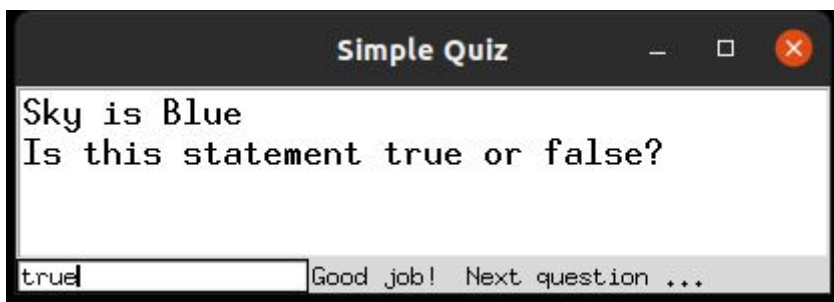 Simple Quiz
Sky is Blue
Is this statement true or false?
true
Good job! Next question ...